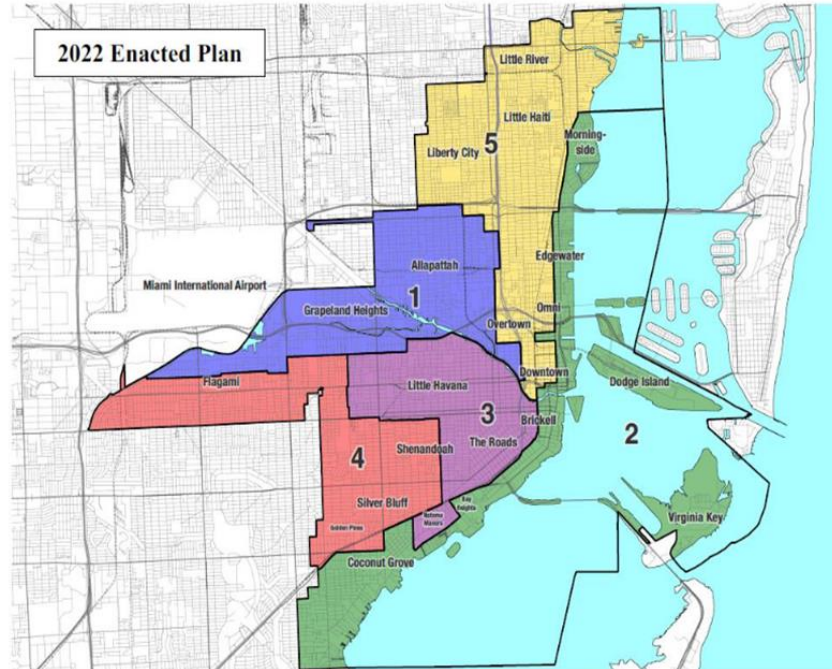 2022 Enacted Plan
Little River
Little Haiti
Morning-
side
5
Liberty City
Allapattah
Edgewater
Miami International Airport
1
Grapeland Heights
Omni
Overtown
Downtown
Flagami
Dodge Island
Little Havana
3
Brickell
2
The Roads
Shenandoah
4
Silver Bluff
Bay
Heights
Natoma
Manors
Virginia Key
Coconut Grove